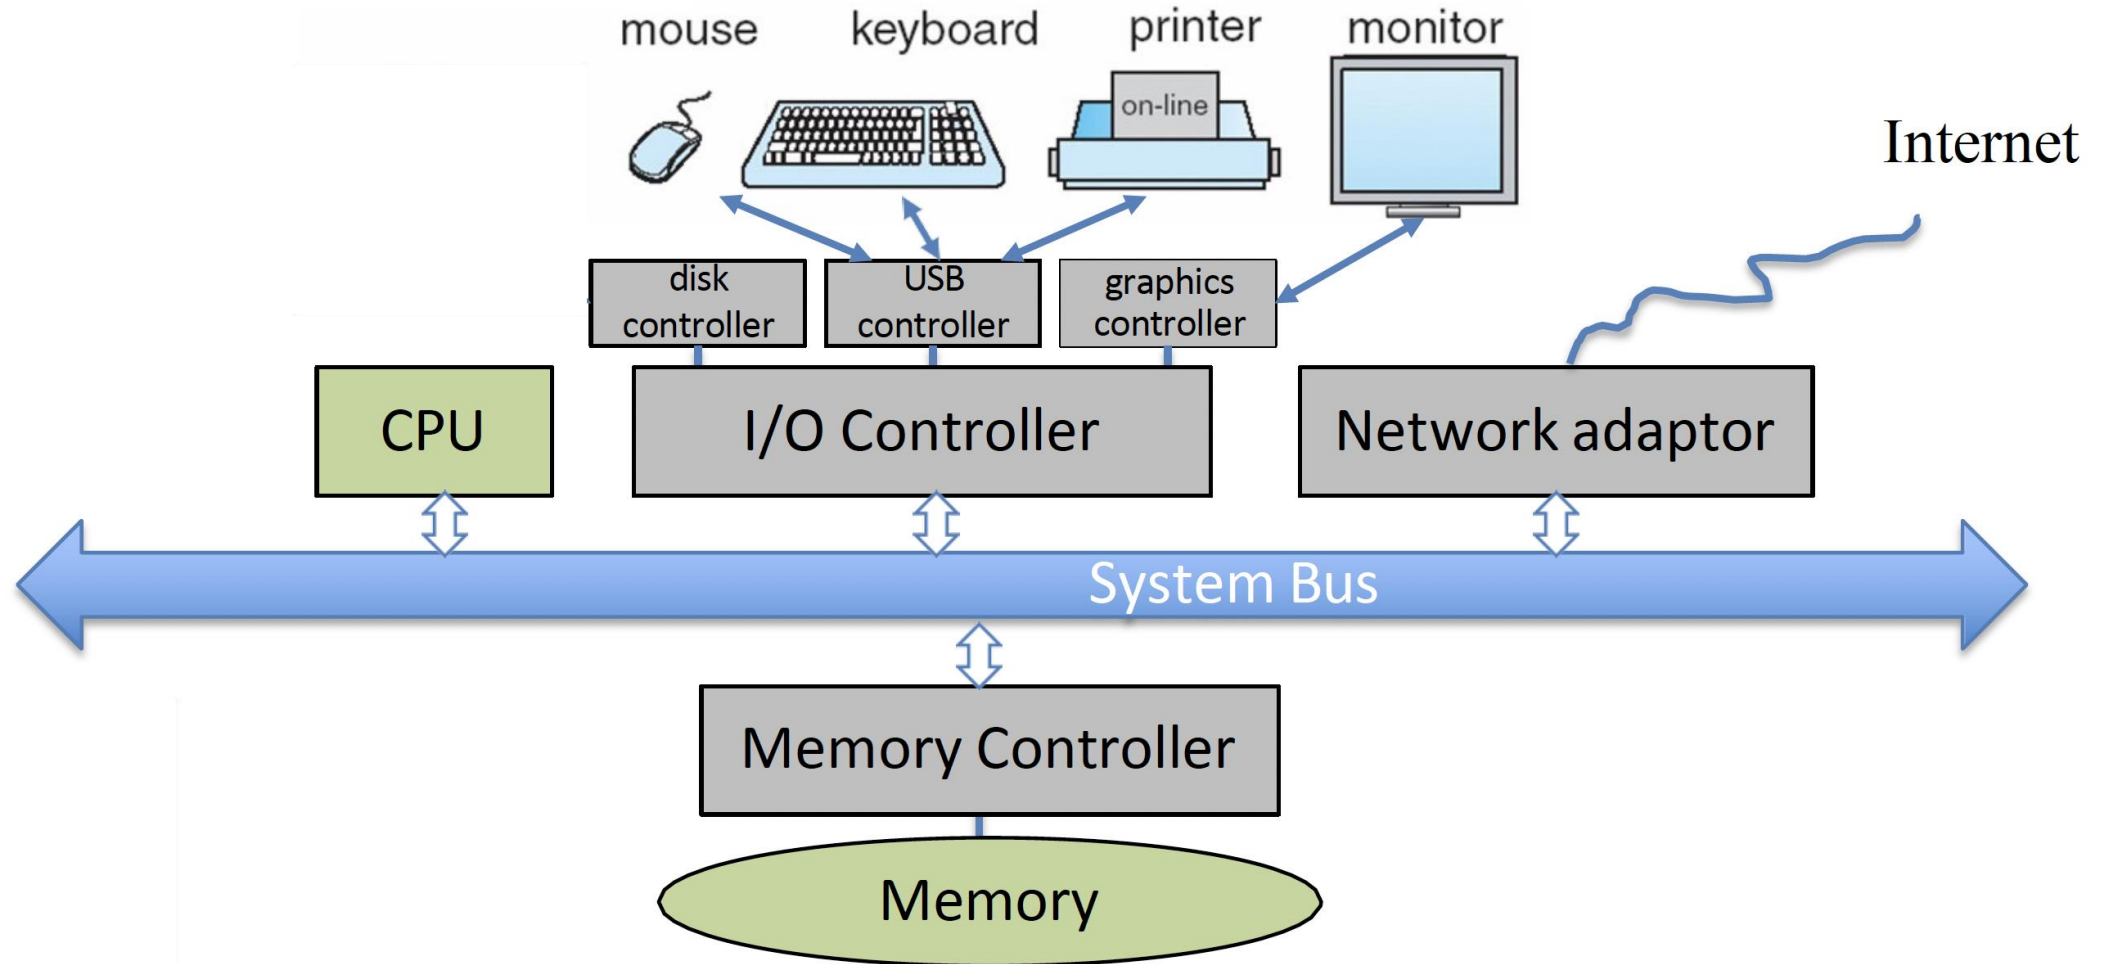 mouse
keyboard
printer
monitor
on-line
Internet
disk
controller
USB
controller
graphics
controller
CPU
I/O Controller
Network adaptor
System Bus
Memory Controller
Memory